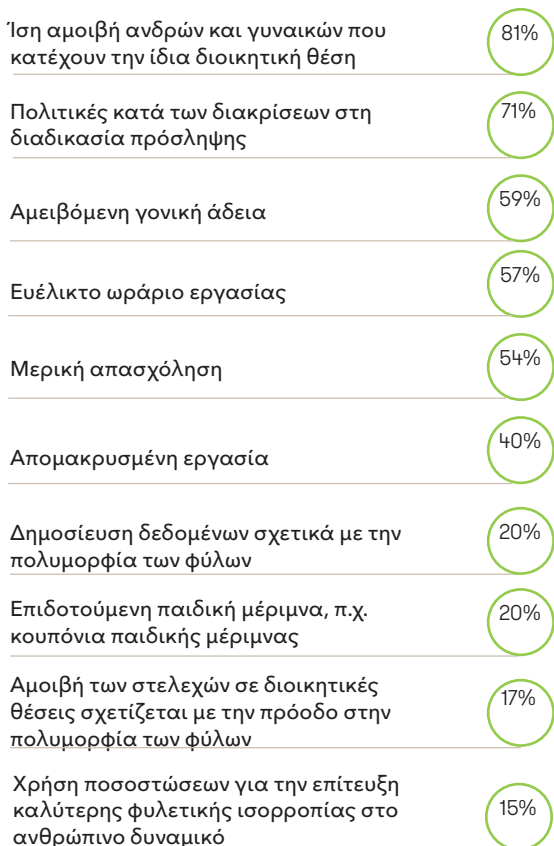 Ίση αμοιβή ανδρών και γυναικών που
κατέχουν την ίδια διοικητική θέση
81%
Πολιτικές κατά των διακρίσεων στη
διαδικασία πρόσληψης
71%
Αμειβόμενη γονική άδεια
59%
Ευέλικτο ωράριο εργασίας
57%
Μερική απασχόληση
54%
Απομακρυσμένη εργασία
40%
Δημοσίευση δεδομένων σχετικά με την
πολυμορφία των φύλων
20%
Επιδοτούμενη παιδική μέριμνα, π.χ.
κουπόνια παιδικής μέριμνας
20%
Αμοιβή των στελεχών σε διοικητικές
θέσεις σχετίζεται με την πρόοδο στην
πολυμορφία των φύλων
17%
Χρήση ποσοστώσεων για την επίτευξη
καλύτερης φυλετικής ισορροπίας στο
ανθρώπινο δυναμικό
15%